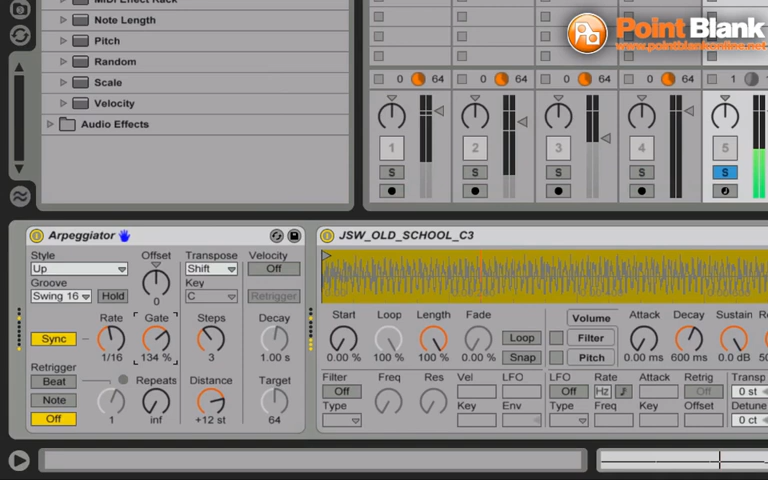 MIDI Effect Rack
Note Length
Pitch
Random
Scale
Velocity
Audio Effects
Point Blank
www.pointblankonline.net
0 64 0 64 0 64 0 64 1
1 2 3 4 5
S S S S S
Arpeggiator
Style
Up
Groove
Swing 16
Hold
Offset
0
Transpose
Shift
Key
C
Velocity
Off
Retrigger
Sync
Rate
1/16
Gate
134 %
Steps
3
Decay
1.00 s
Retrigger
Beat
Note
Off
1
Repeats
inf
Distance
+12 st
Target
64
JSW_OLD_SCHOOL_C3
Start
0.00 %
Loop
100 %
Length
100 %
Fade
0.00 %
Loop
Snap
Volume
Filter
Pitch
Attack
0.00 ms
Decay
600 ms
Sustain
0.0 dB
Filter
Off
Type
Freq
Res
Vel
LFO
Key
Env
LFO
Off
Type
Rate
Hz
Freq
Attack
Key
Retrig
Off
Offset
Transp
0 st
Detune
0 ct